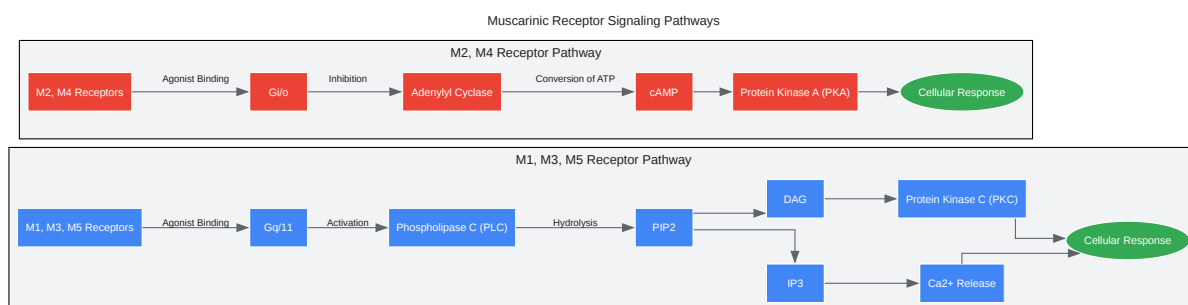 Muscarinic Receptor Signaling Pathways
M2, M4 Receptor Pathway
M2, M4 Receptors
Agonist Binding
Gi/o
Inhibition
Adenylyl Cyclase
Conversion of ATP
cAMP
Protein Kinase A (PKA)
Cellular Response
M1, M3, M5 Receptor Pathway
M1, M3, M5 Receptors
Agonist Binding
Gq/11
Activation
Phospholipase C (PLC)
Hydrolysis
PIP2
DAG
Protein Kinase C (PKC)
IP3
Ca2+ Release
Cellular Response